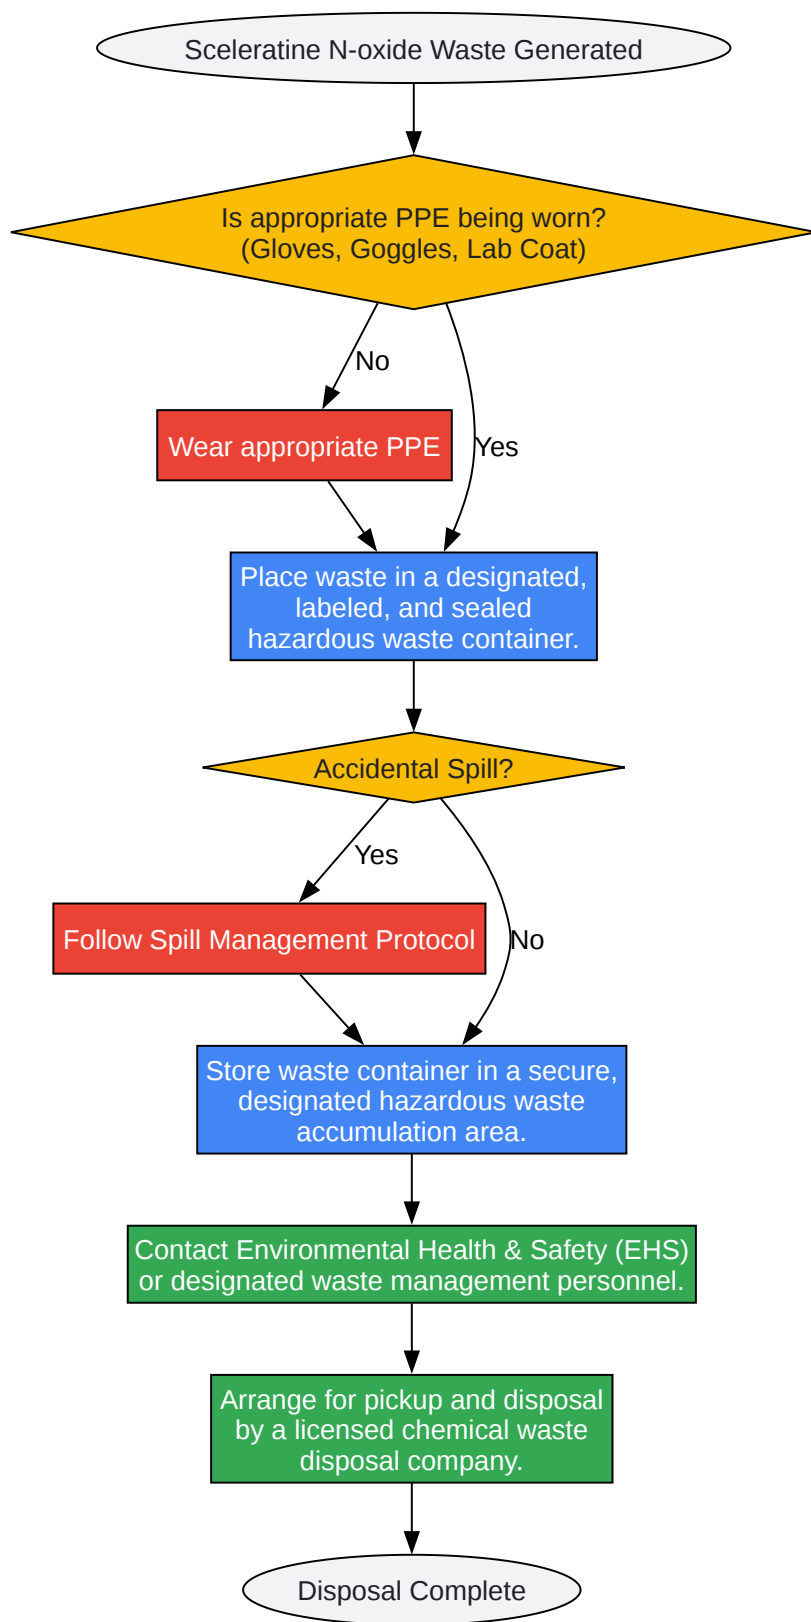 Sceleratine N-oxide Waste Generated
Is appropriate PPE being worn?
(Gloves, Goggles, Lab Coat)
No
Wear appropriate PPE
Yes
Place waste in a designated,
labeled, and sealed
hazardous waste container.
Accidental Spill?
Yes
Follow Spill Management Protocol
No
Store waste container in a secure,
designated hazardous waste
accumulation area.
Contact Environmental Health & Safety (EHS)
or designated waste management personnel.
Arrange for pickup and disposal
by a licensed chemical waste
disposal company.
Disposal Complete